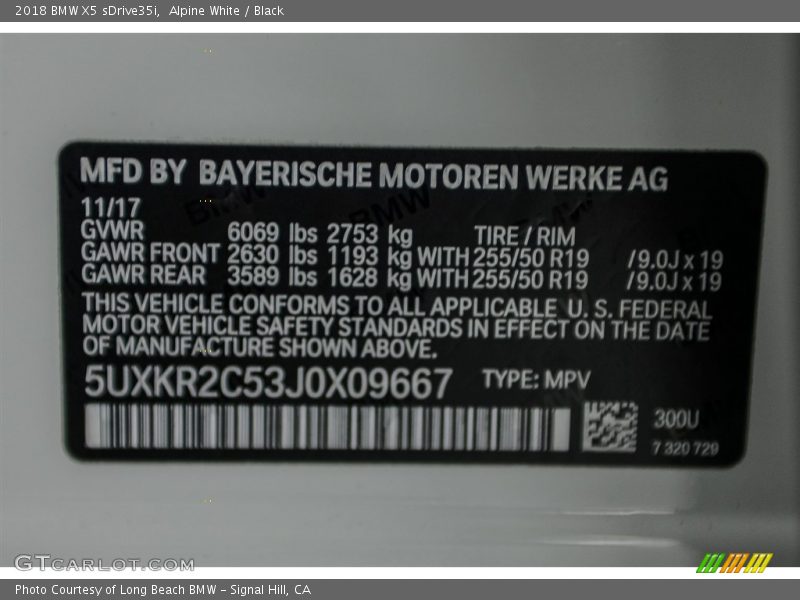 2018 BMW X5 sDrive35i,  Alpine White / Black
MFD BY BAYERISCHE MOTOREN WERKE AG
11/17
GVWR 6069 lbs 2753 kg TIRE / RIM
GAWR FRONT 2630 lbs 1193 kg WITH 255/50 R19 /9.0J x 19
GAWR REAR 3589 lbs 1628 kg WITH 255/50 R19 /9.0J x 19
THIS VEHICLE CONFORMS TO ALL APPLICABLE U. S. FEDERAL
MOTOR VEHICLE SAFETY STANDARDS IN EFFECT ON THE DATE
OF MANUFACTURE SHOWN ABOVE.
5UXKR2C53J0X09667 TYPE: MPV
300U
7 320 729
GTCARLOT.COM
Photo Courtesy of Long Beach BMW – Signal Hill, CA